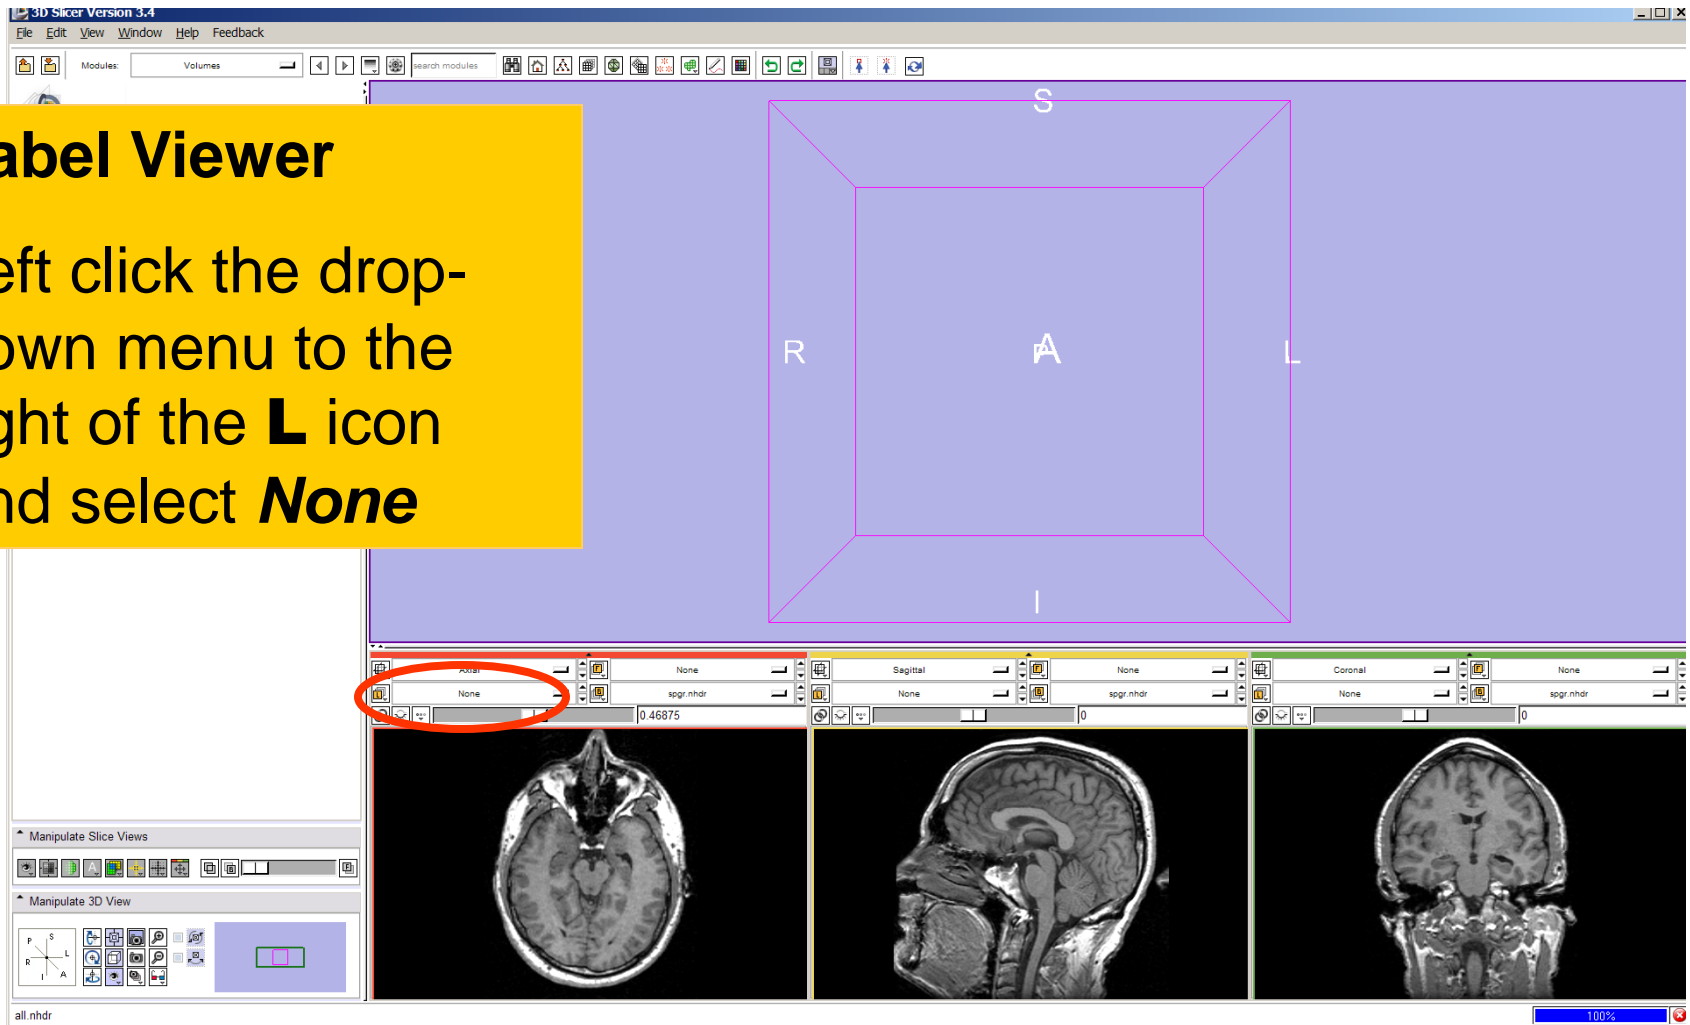 3D Slicer Version 3.4
File Edit View Window Help Feedback
Modules: Volumes search modules
abel Viewer
eft click the drop-
own menu to the
ght of the L icon
nd select None
S
R A P L
I
Axial F None Sagittal F None Coronal F None
L None B spgr.nhdr L None B spgr.nhdr L None B spgr.nhdr
0.46875 0 0
Manipulate Slice Views
A F
Manipulate 3D View
P S
R L
I A
all.nhdr 100%